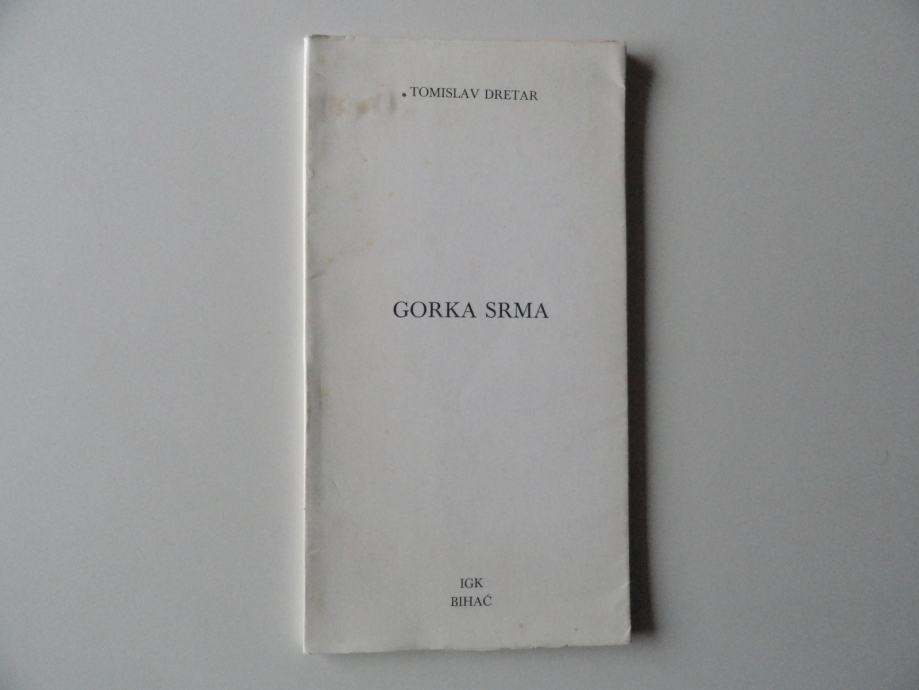 TOMISLAV DRETAR
GORKA SRMA
IGK
BIHAĆ